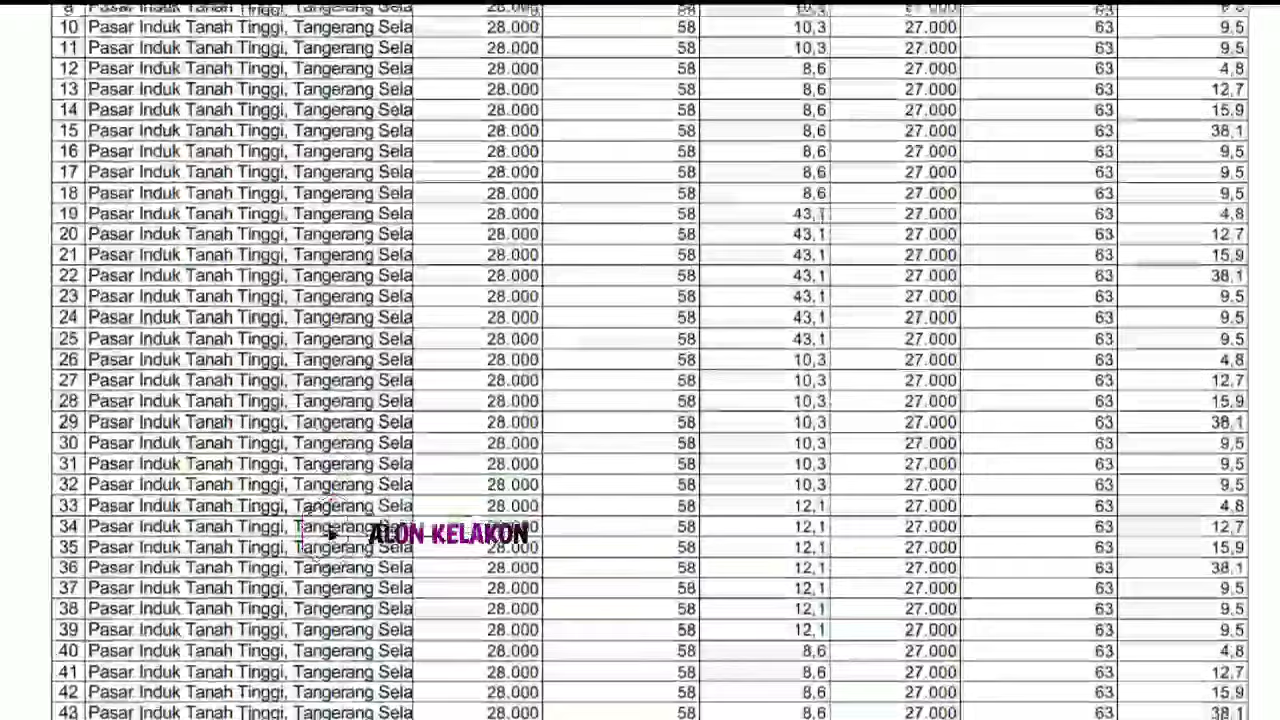 9 Pasar Induk Tanah Tinggi, Tangerang Sela 28.000 58 10,3 27.000 63 9,5
10 Pasar Induk Tanah Tinggi, Tangerang Sela 28.000 58 10,3 27.000 63 9,5
11 Pasar Induk Tanah Tinggi, Tangerang Sela 28.000 58 10,3 27.000 63 9,5
12 Pasar Induk Tanah Tinggi, Tangerang Sela 28.000 58 8,6 27.000 63 4,8
13 Pasar Induk Tanah Tinggi, Tangerang Sela 28.000 58 8,6 27.000 63 12,7
14 Pasar Induk Tanah Tinggi, Tangerang Sela 28.000 58 8,6 27.000 63 15,9
15 Pasar Induk Tanah Tinggi, Tangerang Sela 28.000 58 8,6 27.000 63 38,1
16 Pasar Induk Tanah Tinggi, Tangerang Sela 28.000 58 8,6 27.000 63 9,5
17 Pasar Induk Tanah Tinggi, Tangerang Sela 28.000 58 8,6 27.000 63 9,5
18 Pasar Induk Tanah Tinggi, Tangerang Sela 28.000 58 8,6 27.000 63 9,5
19 Pasar Induk Tanah Tinggi, Tangerang Sela 28.000 58 43,1 27.000 63 4,8
20 Pasar Induk Tanah Tinggi, Tangerang Sela 28.000 58 43,1 27.000 63 12,7
21 Pasar Induk Tanah Tinggi, Tangerang Sela 28.000 58 43,1 27.000 63 15,9
22 Pasar Induk Tanah Tinggi, Tangerang Sela 28.000 58 43,1 27.000 63 38,1
23 Pasar Induk Tanah Tinggi, Tangerang Sela 28.000 58 43,1 27.000 63 9,5
24 Pasar Induk Tanah Tinggi, Tangerang Sela 28.000 58 43,1 27.000 63 9,5
25 Pasar Induk Tanah Tinggi, Tangerang Sela 28.000 58 43,1 27.000 63 9,5
26 Pasar Induk Tanah Tinggi, Tangerang Sela 28.000 58 10,3 27.000 63 4,8
27 Pasar Induk Tanah Tinggi, Tangerang Sela 28.000 58 10,3 27.000 63 12,7
28 Pasar Induk Tanah Tinggi, Tangerang Sela 28.000 58 10,3 27.000 63 15,9
29 Pasar Induk Tanah Tinggi, Tangerang Sela 28.000 58 10,3 27.000 63 38,1
30 Pasar Induk Tanah Tinggi, Tangerang Sela 28.000 58 10,3 27.000 63 9,5
31 Pasar Induk Tanah Tinggi, Tangerang Sela 28.000 58 10,3 27.000 63 9,5
32 Pasar Induk Tanah Tinggi, Tangerang Sela 28.000 58 10,3 27.000 63 9,5
33 Pasar Induk Tanah Tinggi, Tangerang Sela 28.000 58 12,1 27.000 63 4,8
34 Pasar Induk Tanah Tinggi, Tangerang 58 12,1 27.000 63 12,7
ALON KELAKON
35 Pasar Induk Tanah Tinggi, Tangerang Sela 28.000 58 12,1 27.000 63 15,9
36 Pasar Induk Tanah Tinggi, Tangerang Sela 28.000 58 12,1 27.000 63 38,1
37 Pasar Induk Tanah Tinggi, Tangerang Sela 28.000 58 12,1 27.000 63 9,5
38 Pasar Induk Tanah Tinggi, Tangerang Sela 28.000 58 12,1 27.000 63 9,5
39 Pasar Induk Tanah Tinggi, Tangerang Sela 28.000 58 12,1 27.000 63 9,5
40 Pasar Induk Tanah Tinggi, Tangerang Sela 28.000 58 8,6 27.000 63 4,8
41 Pasar Induk Tanah Tinggi, Tangerang Sela 28.000 58 8,6 27.000 63 12,7
42 Pasar Induk Tanah Tinggi, Tangerang Sela 28.000 58 8,6 27.000 63 15,9
43 Pasar Induk Tanah Tinggi, Tangerang Sela 28.000 58 8,6 27.000 63 38,1